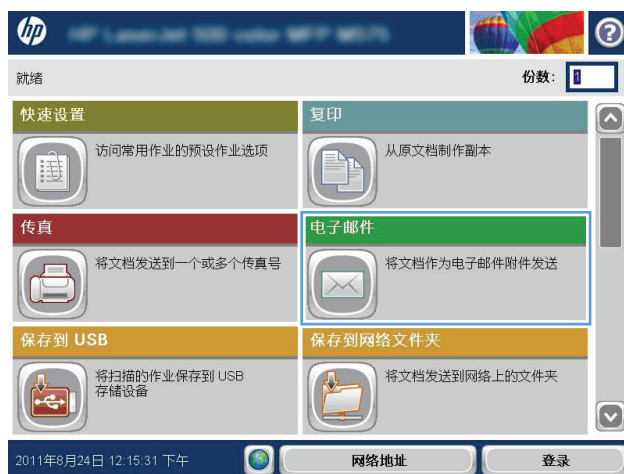 hp
就绪
份数: 1
快速设置
访问常用作业的预设作业选项
复印
从原文档制作副本
传真
将文档发送到一个或多个传真号
电子邮件
将文档作为电子邮件附件发送
保存到 USB
将扫描的作业保存到 USB
存储设备
保存到网络文件夹
将文档发送到网络上的文件夹
2011年8月24日 12:15:31 下午
网络地址
登录